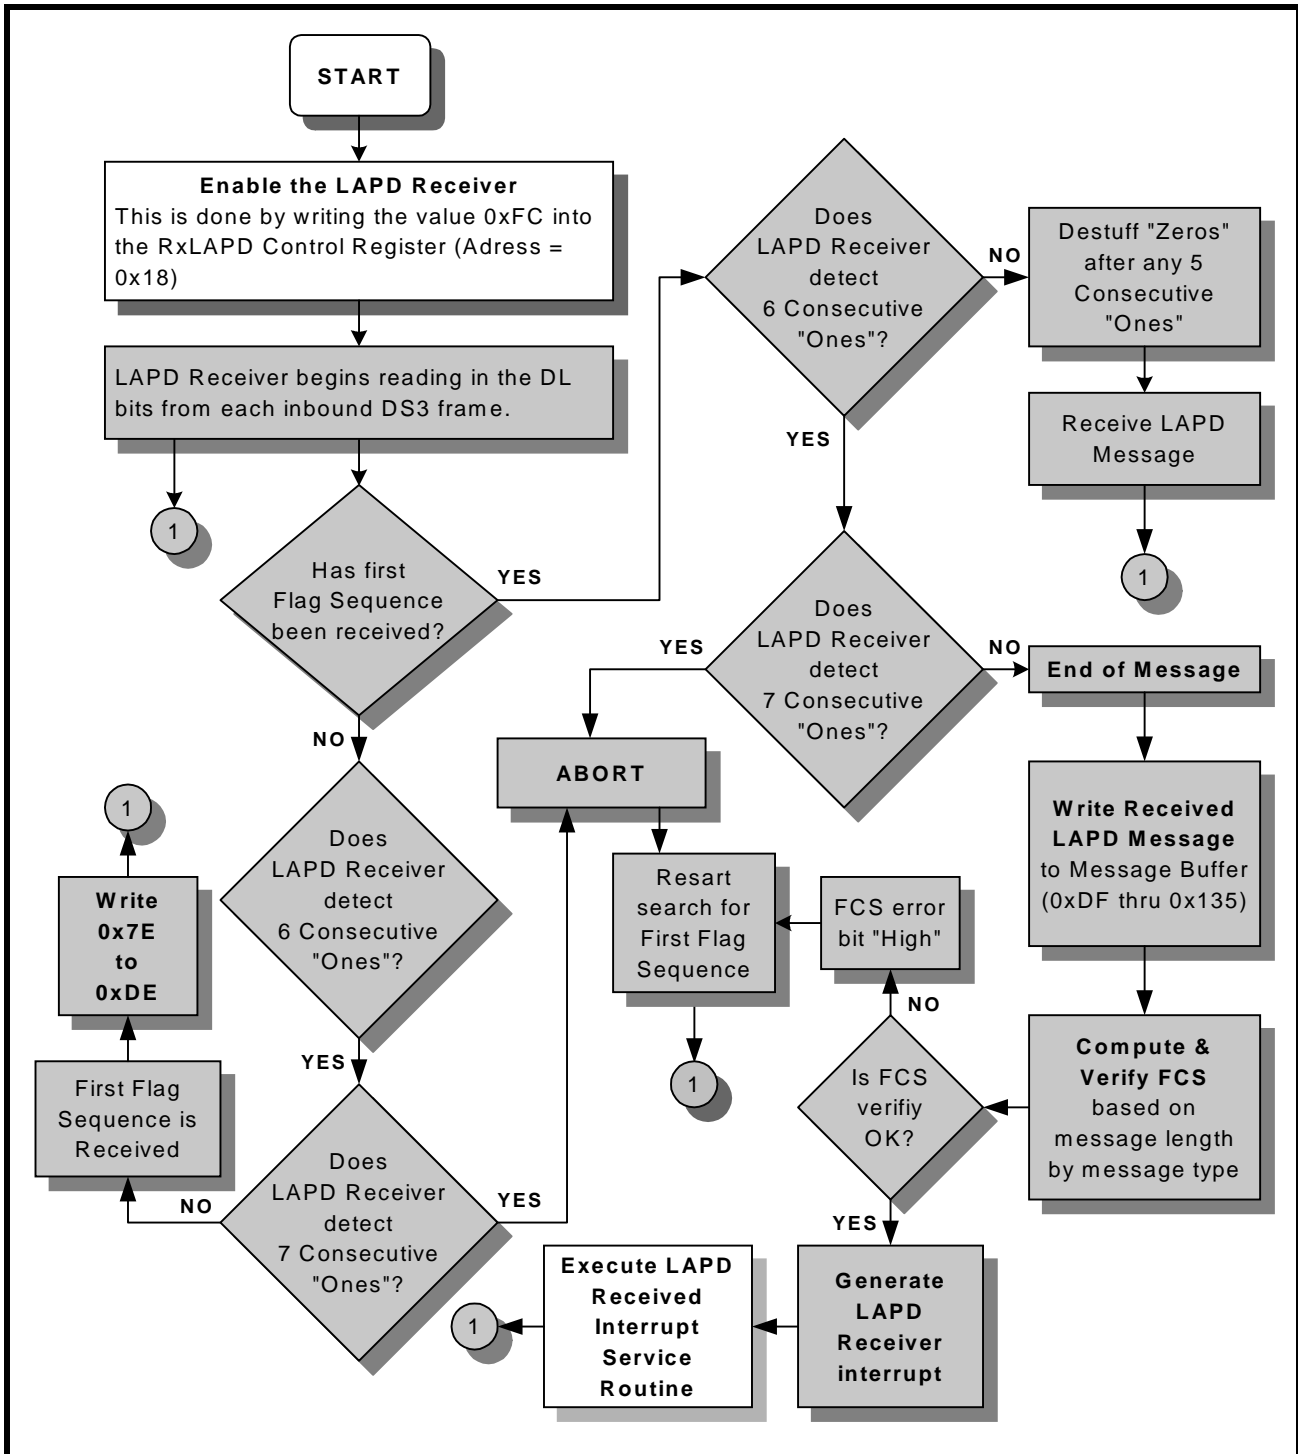 START
Enable the LAPD Receiver
This is done by writing the value 0xFC into
the RxLAPD Control Register (Adress =
0x18)
LAPD Receiver begins reading in the DL
bits from each inbound DS3 frame.
1
Has first
Flag Sequence
been received?
YES
NO
Does
LAPD Receiver
detect
6 Consecutive
"Ones"?
NO
YES
Destuff "Zeros"
after any 5
Consecutive
"Ones"
Receive LAPD
Message
1
Does
LAPD Receiver
detect
7 Consecutive
"Ones"?
YES
NO
End of Message
Write Received
LAPD Message
to Message Buffer
(0xDF thru 0x135)
Compute &
Verify FCS
based on
message length
by message type
Is FCS
verifiy
OK?
NO
YES
FCS error
bit "High"
ABORT
Resart
search for
First Flag
Sequence
1
Generate
LAPD
Receiver
interrupt
Execute LAPD
Received
Interrupt
Service
Routine
1
Does
LAPD Receiver
detect
6 Consecutive
"Ones"?
YES
Does
LAPD Receiver
detect
7 Consecutive
"Ones"?
YES
NO
First Flag
Sequence is
Received
Write
0x7E
to
0xDE
1